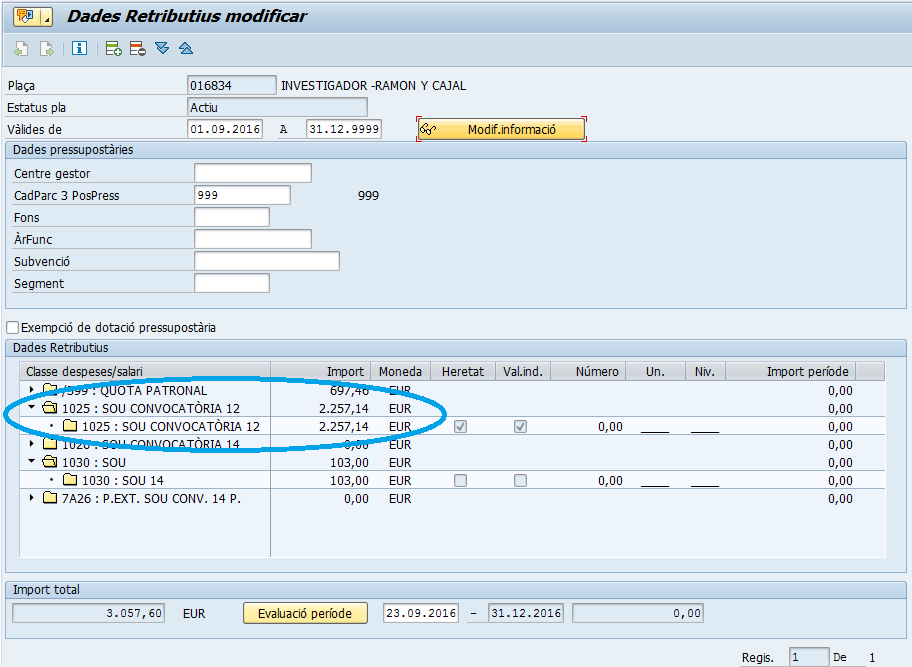 Dades Retributius modificar
Plaça 016834 INVESTIGADOR -RAMON Y CAJAL
Estatus pla Actiu
Vàlides de 01.09.2016 A 31.12.9999 Modif.informació
Dades pressupostàries
Centre gestor
CadParc 3 PosPress 999 999
Fons
ÀrFunc
Subvenció
Segment
Exempció de dotació pressupostària
Dades Retributius
Classe despeses/salari Import Moneda Heretat Val.ind. Número Un. Niv. Import període
/599 : QUOTA PATRONAL 697,46 EUR 0,00
1025 : SOU CONVOCATÒRIA 12 2.257,14 EUR 0,00
1025 : SOU CONVOCATÒRIA 12 2.257,14 EUR 0,00 0,00
1026 : SOU CONVOCATÒRIA 14 0,00 EUR 0,00
1030 : SOU 103,00 EUR 0,00
1030 : SOU 14 103,00 EUR 0,00 0,00
7A26 : P.EXT. SOU CONV. 14 P. 0,00 EUR 0,00
Import total
3.057,60 EUR Evaluació període 23.09.2016 – 31.12.2016 0,00
Regis. 1 De 1